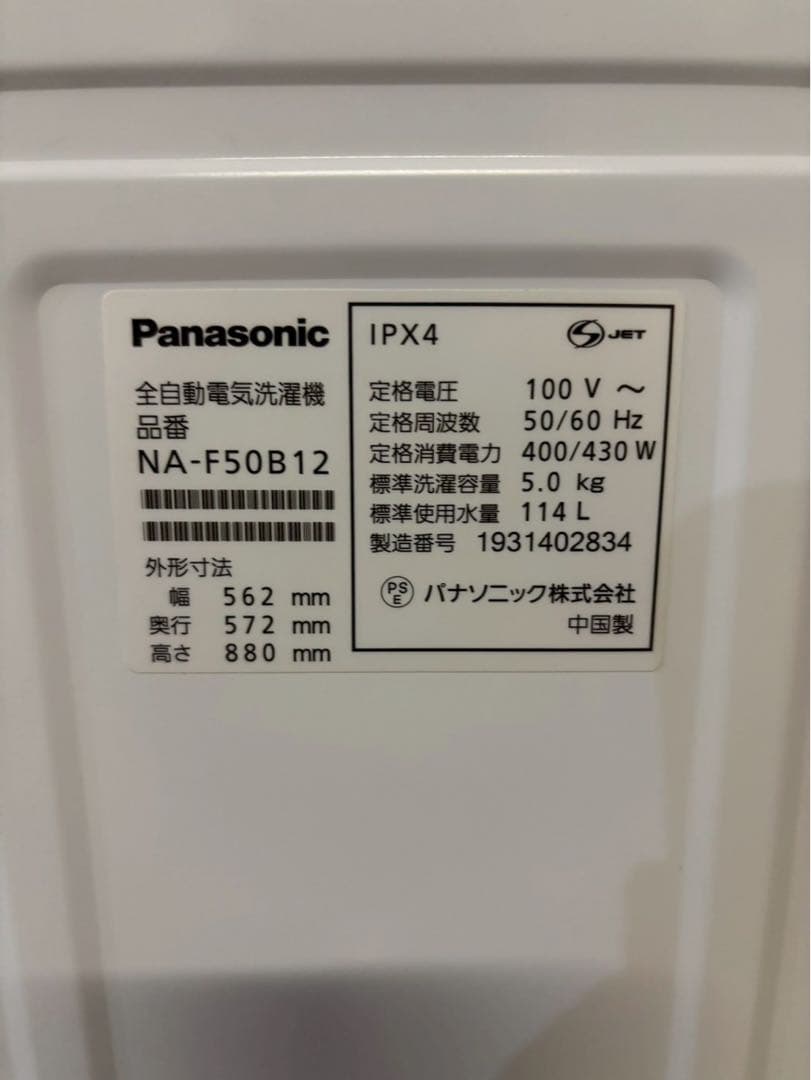 Panasonic
全自動電気洗濯機
品番
NA-F50B12
外形寸法
幅 562 mm
奥行 572 mm
高さ 880 mm
IPX4
S JET
定格電圧 100 V ～
定格周波数 50/60 Hz
定格消費電力 400/430 W
標準洗濯容量 5.0 kg
標準使用水量 114 L
製造番号 1931402834
PS E パナソニック株式会社
中国製